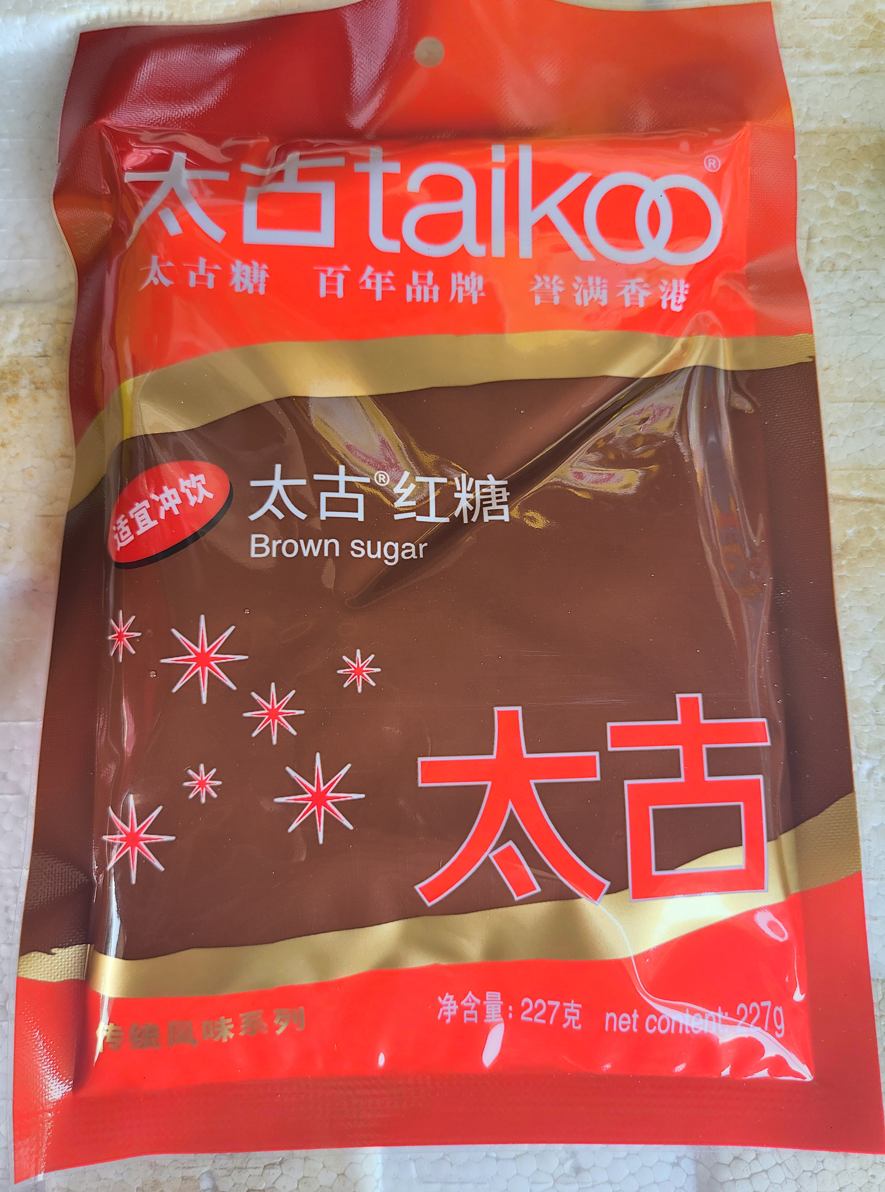 太古taikoo®
太古糖 百年品牌 誉满香港
适宜冲饮
太古®红糖
Brown sugar
太古
传统风味系列
净含量: 227克 net content: 227g